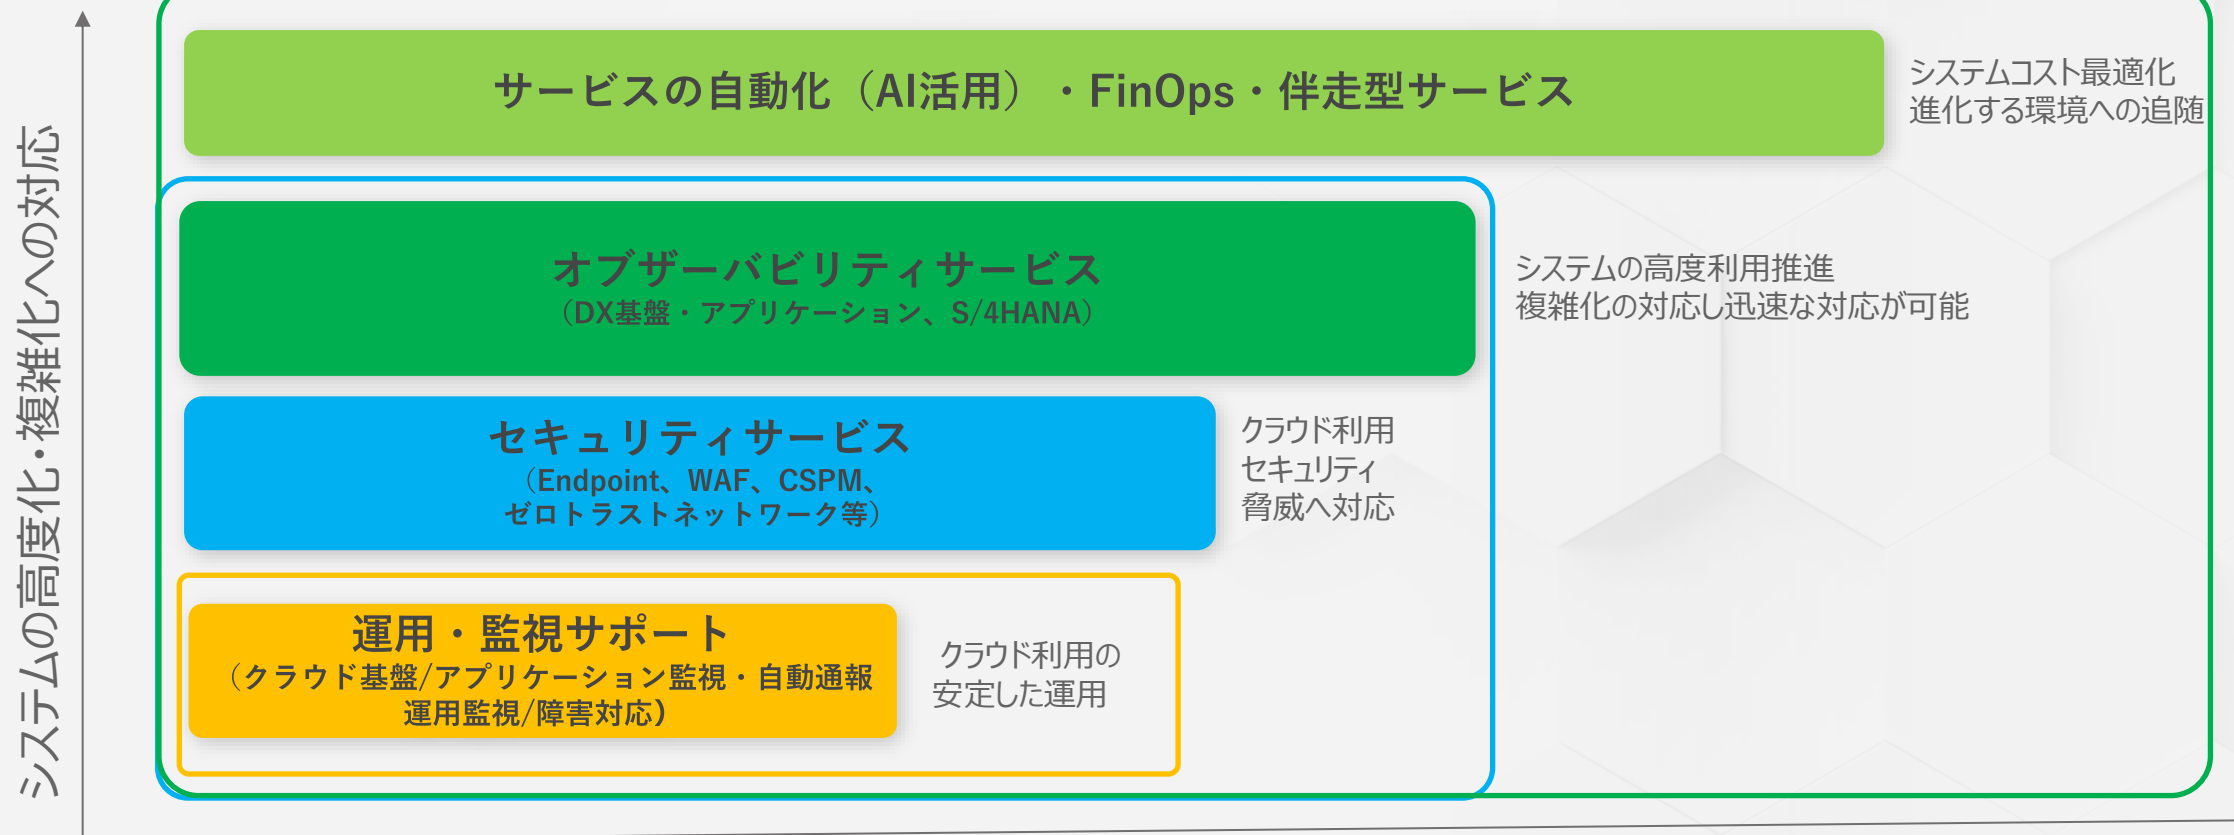 システムの高度化・複雑化への対応
サービスの自動化（AI活用）・FinOps・伴走型サービス
システムコスト最適化
進化する環境への追随
オブザーバビリティサービス
（DX基盤・アプリケーション、S/4HANA）
システムの高度利用推進
複雑化の対応し迅速な対応が可能
セキュリティサービス
（Endpoint、WAF、CSPM、
ゼロトラストネットワーク等）
クラウド利用
セキュリティ
脅威へ対応
運用・監視サポート
（クラウド基盤/アプリケーション監視・自動通報
運用監視/障害対応）
クラウド利用の
安定した運用